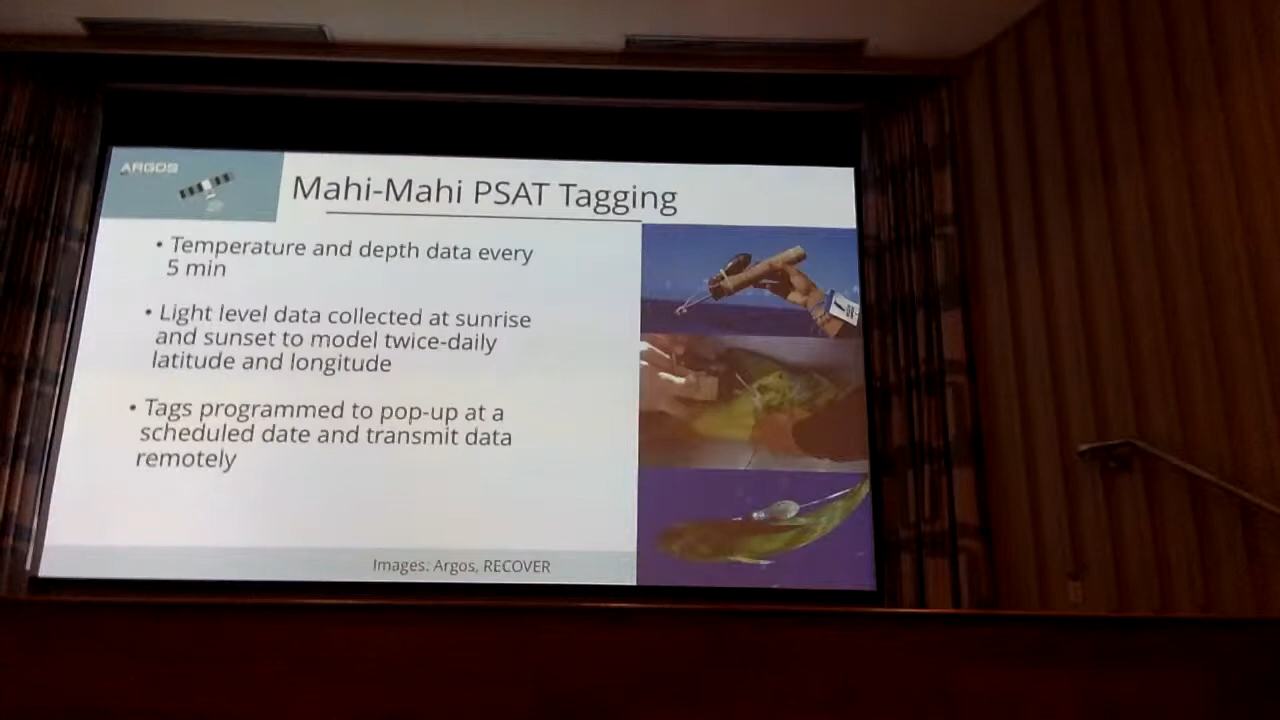 ARGOS
Mahi-Mahi PSAT Tagging
• Temperature and depth data every
5 min
• Light level data collected at sunrise
and sunset to model twice-daily
latitude and longitude
• Tags programmed to pop-up at a
scheduled date and transmit data
remotely
Images: Argos, RECOVER